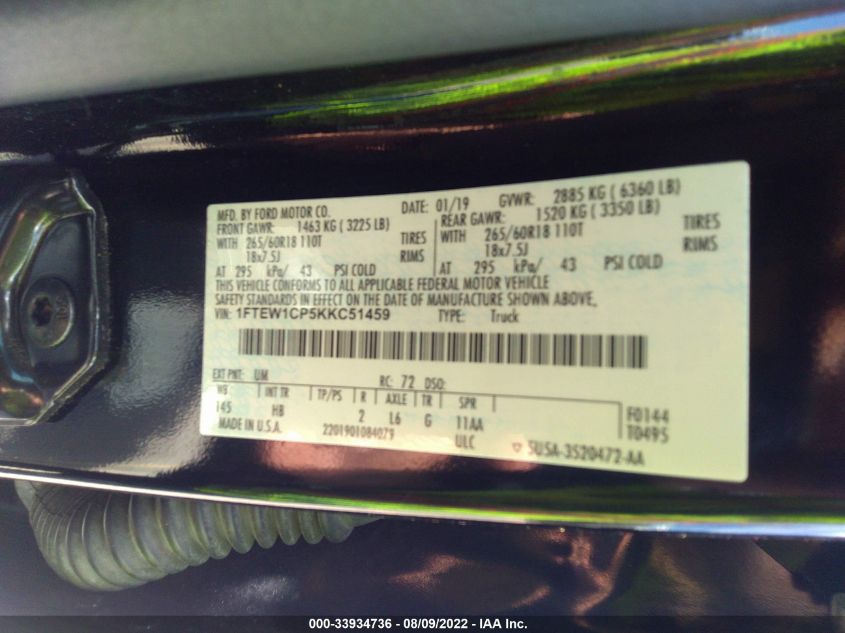 MFD. BY FORD MOTOR CO. DATE: 01/19 GVWR: 2885 KG ( 6360 LB)
FRONT GAWR: 1463 KG ( 3225 LB) REAR GAWR: 1520 KG ( 3350 LB)
WITH 265/60R18 110T TIRES WITH 265/60R18 110T TIRES
18x7.5J RIMS 18x7.5J RIMS
AT 295 kPa/ 43 PSI COLD AT 295 kPa/ 43 PSI COLD
THIS VEHICLE CONFORMS TO ALL APPLICABLE FEDERAL MOTOR VEHICLE
SAFETY STANDARDS IN EFFECT ON THE DATE OF MANUFACTURE SHOWN ABOVE.
VIN: 1FTEW1CP5KKC51459 TYPE: Truck
EXT PNT: UM RC: 72 DSO:
WB INT TR TP/PS R AXLE TR SPR
145 HB 2 L6 G 11AA F0144
MADE IN U.S.A. 2201901084079 ULC T0495
5U5A-3520472-AA
000-33934736 - 08/09/2022 - IAA Inc.